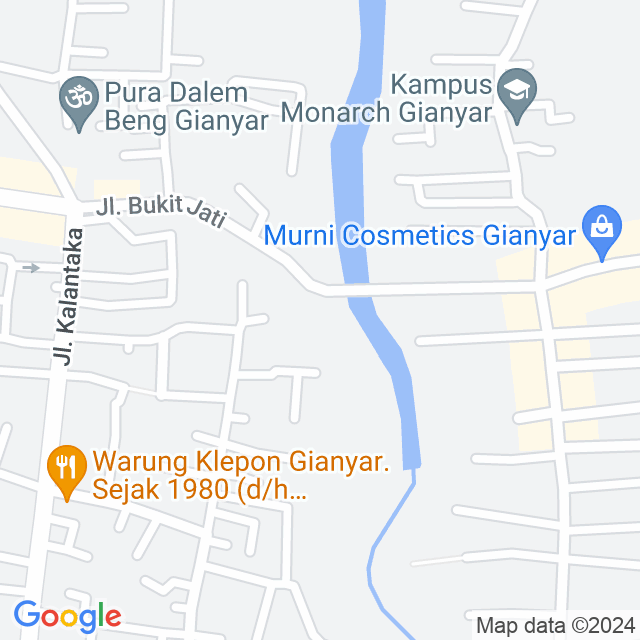 Kampus
Monarch Gianyar
Pura Dalem
Beng Gianyar
Jl. Bukit Jati
Murni Cosmetics Gianyar
Jl. Kalantaka
Warung Klepon Gianyar.
Sejak 1980 (d/h...
Google
Map data ©2024